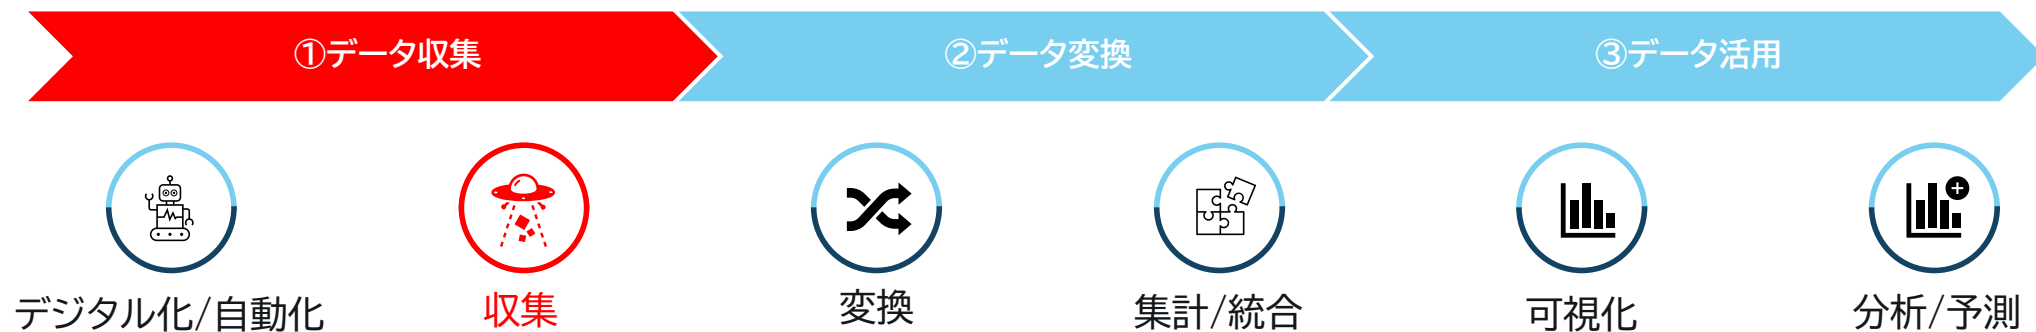 ①データ収集
②データ変換
③データ活用
デジタル化/自動化
収集
変換
集計/統合
可視化
分析/予測